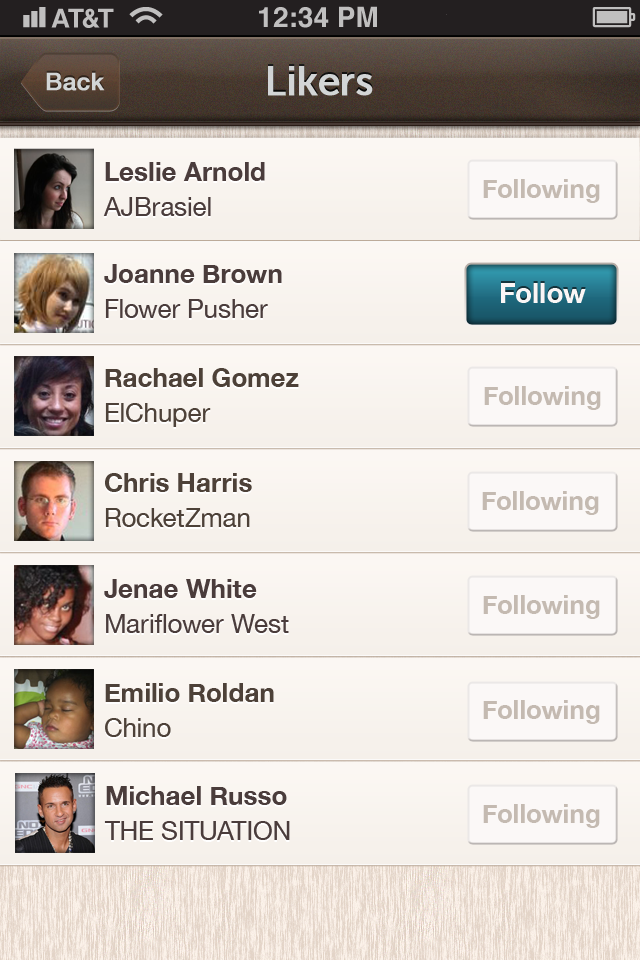 AT&T 12:34 PM
Back Likers
Leslie Arnold
AJBrasiel
Following
Joanne Brown
Flower Pusher
Follow
Rachael Gomez
ElChuper
Following
Chris Harris
RocketZman
Following
Jenae White
Mariflower West
Following
Emilio Roldan
Chino
Following
Michael Russo
THE SITUATION
Following